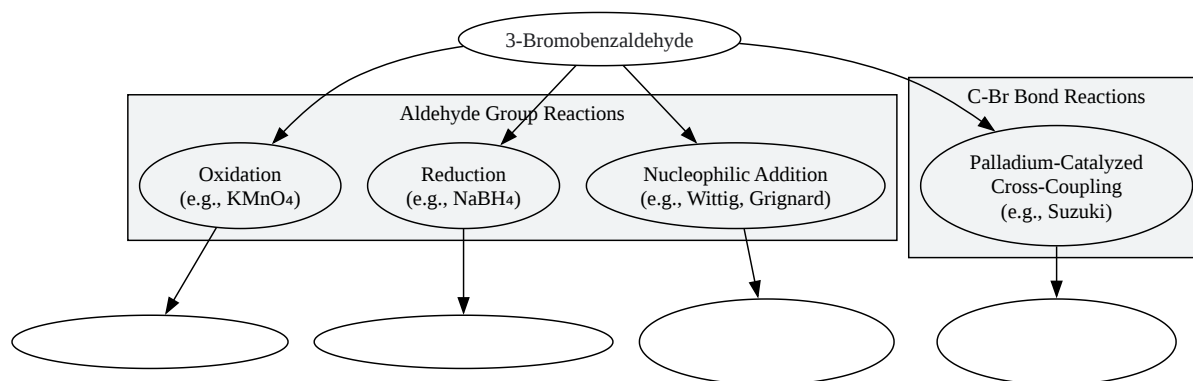 3-Bromobenzaldehyde
C-Br Bond Reactions
Aldehyde Group Reactions
Oxidation
(e.g., KMnO₄)
Reduction
(e.g., NaBH₄)
Nucleophilic Addition
(e.g., Wittig, Grignard)
Palladium-Catalyzed
Cross-Coupling
(e.g., Suzuki)